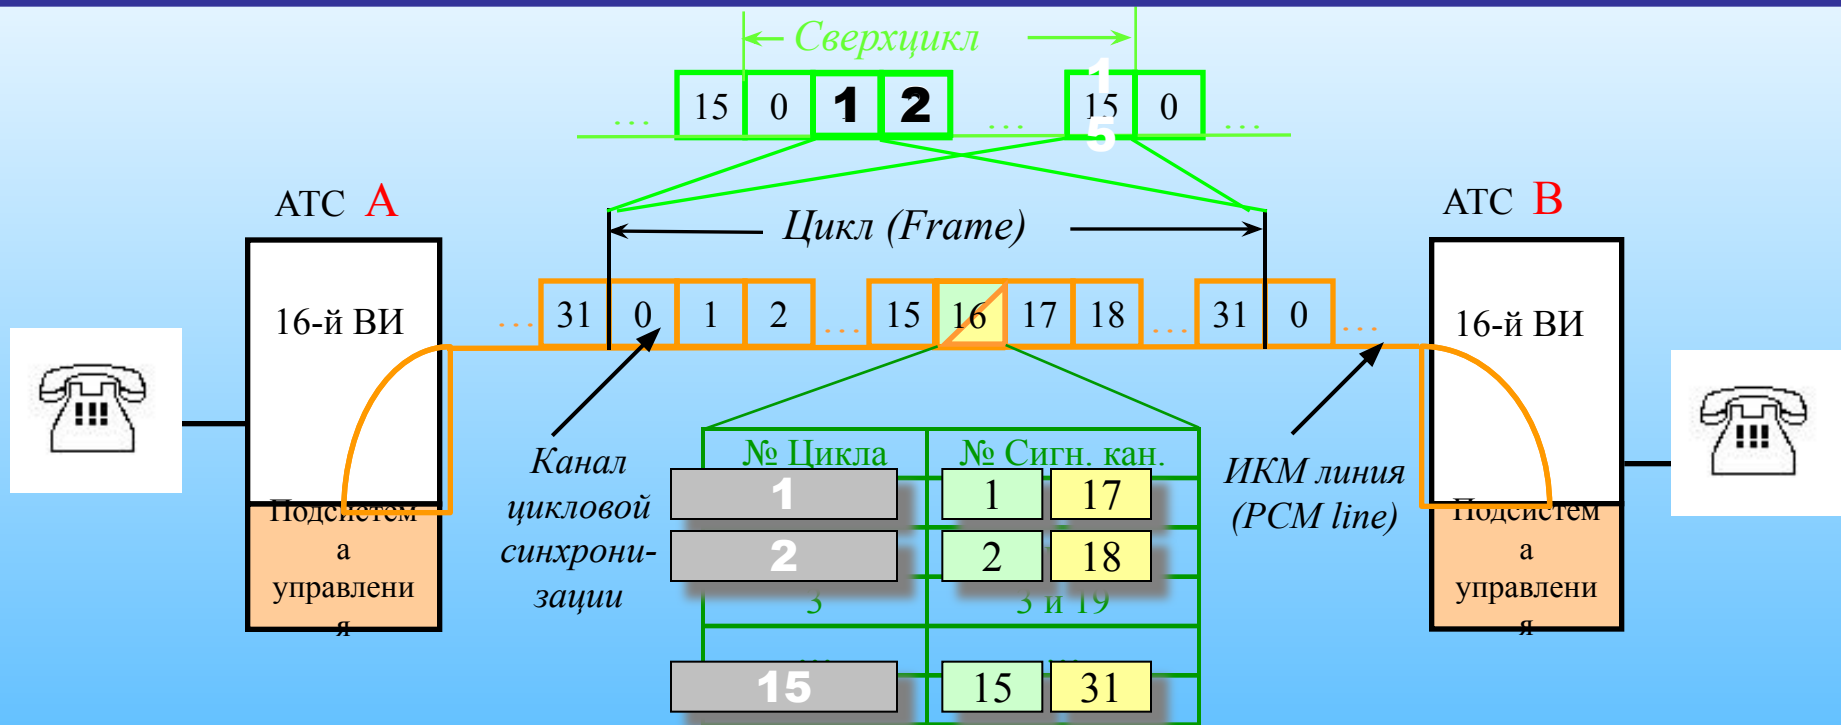 Сверхцикл
... 15 0 1 2 ... 15 0 ...
15
АТС А
АТС В
Цикл (Frame)
16-й ВИ
... 31 0 1 2 ... 15 16 17 18 ... 31 0 ...
16-й ВИ
№ Цикла № Сигн. кан.
1 1 17
2 2 18
3 3 и 19
... ...
15 15 31
Канал
цикловой
синхрони-
зации
ИКМ линия
(PCM line)
Подсистем
а
управлени
я
Подсистем
а
управлени
я